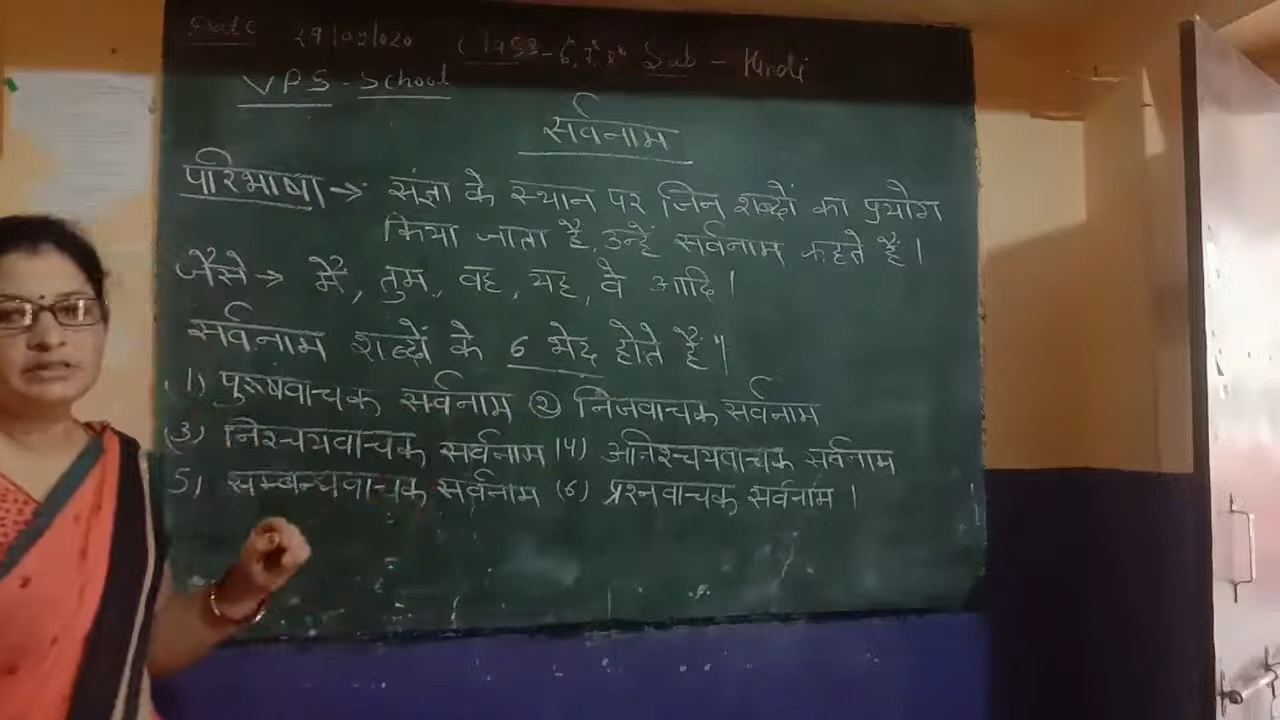 Date 29/05/2020 Class - 6, 7, 8 Sub - Hindi
VPS - School
सर्वनाम
परिभाषा → संज्ञा के स्थान पर जिन शब्दों का प्रयोग
किया जाता है, उन्हें सर्वनाम कहते हैं।
जैसे → मैं, तुम, वह, यह, वे आदि।
सर्वनाम शब्दों के 6 भेद होते हैं"।
(1) पुरूषवाचक सर्वनाम (2) निजवाचक सर्वनाम
(3) निश्चयवाचक सर्वनाम (4) अनिश्चयवाचक सर्वनाम
5) सम्बन्धवाचक सर्वनाम (6) प्रश्नवाचक सर्वनाम।